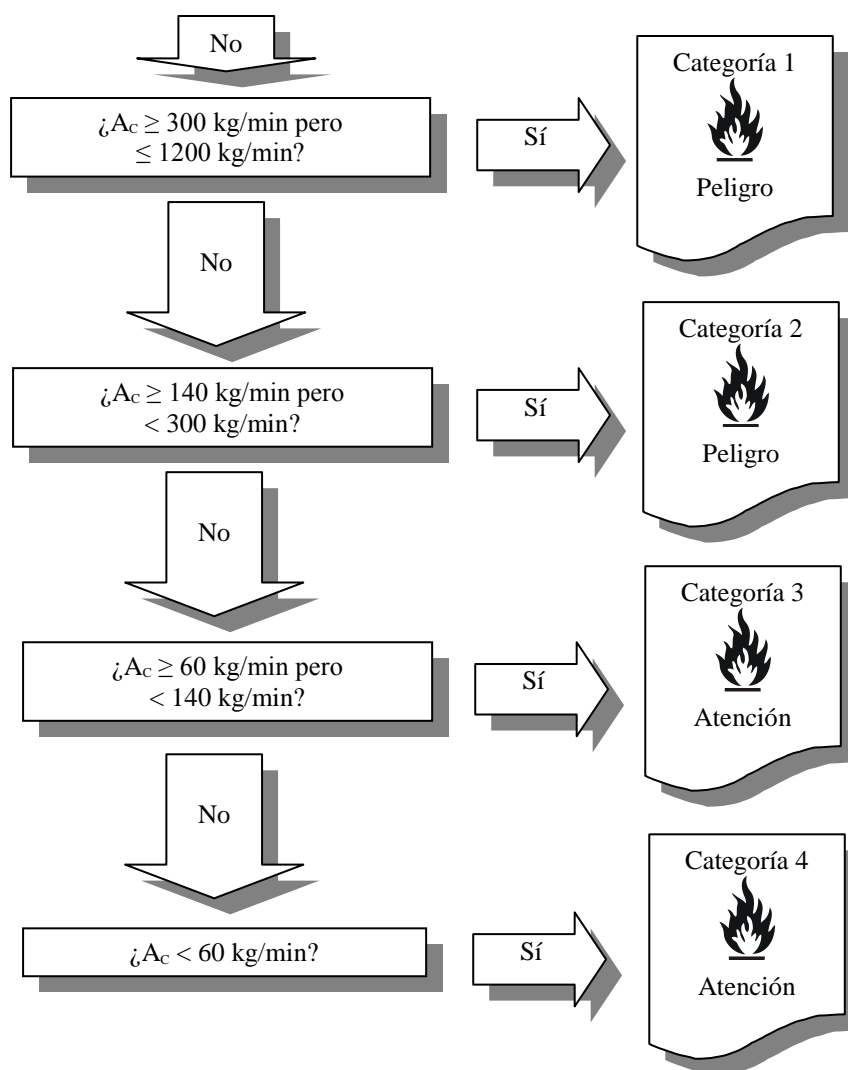 No
¿Ac ≥ 300 kg/min pero
≤ 1200 kg/min?
Sí
Categoría 1
Peligro
No
¿Ac ≥ 140 kg/min pero
< 300 kg/min?
Sí
Categoría 2
Peligro
No
¿Ac ≥ 60 kg/min pero
< 140 kg/min?
Sí
Categoría 3
Atención
No
¿Ac < 60 kg/min?
Sí
Categoría 4
Atención